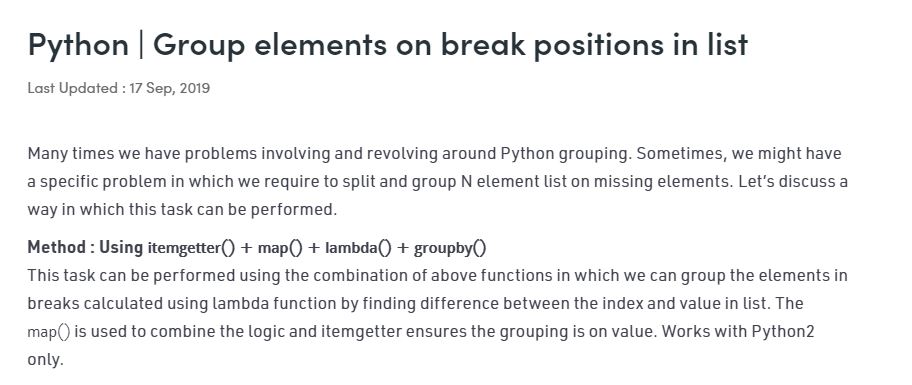 Python | Group elements on break positions in list
Last Updated : 17 Sep, 2019
Many times we have problems involving and revolving around Python grouping. Sometimes, we might have
a specific problem in which we require to split and group N element list on missing elements. Let's discuss a
way in which this task can be performed.
Method : Using itemgetter() + map() + lambda() + groupby()
This task can be performed using the combination of above functions in which we can group the elements in
breaks calculated using lambda function by finding difference between the index and value in list. The
map() is used to combine the logic and itemgetter ensures the grouping is on value. Works with Python2
only.